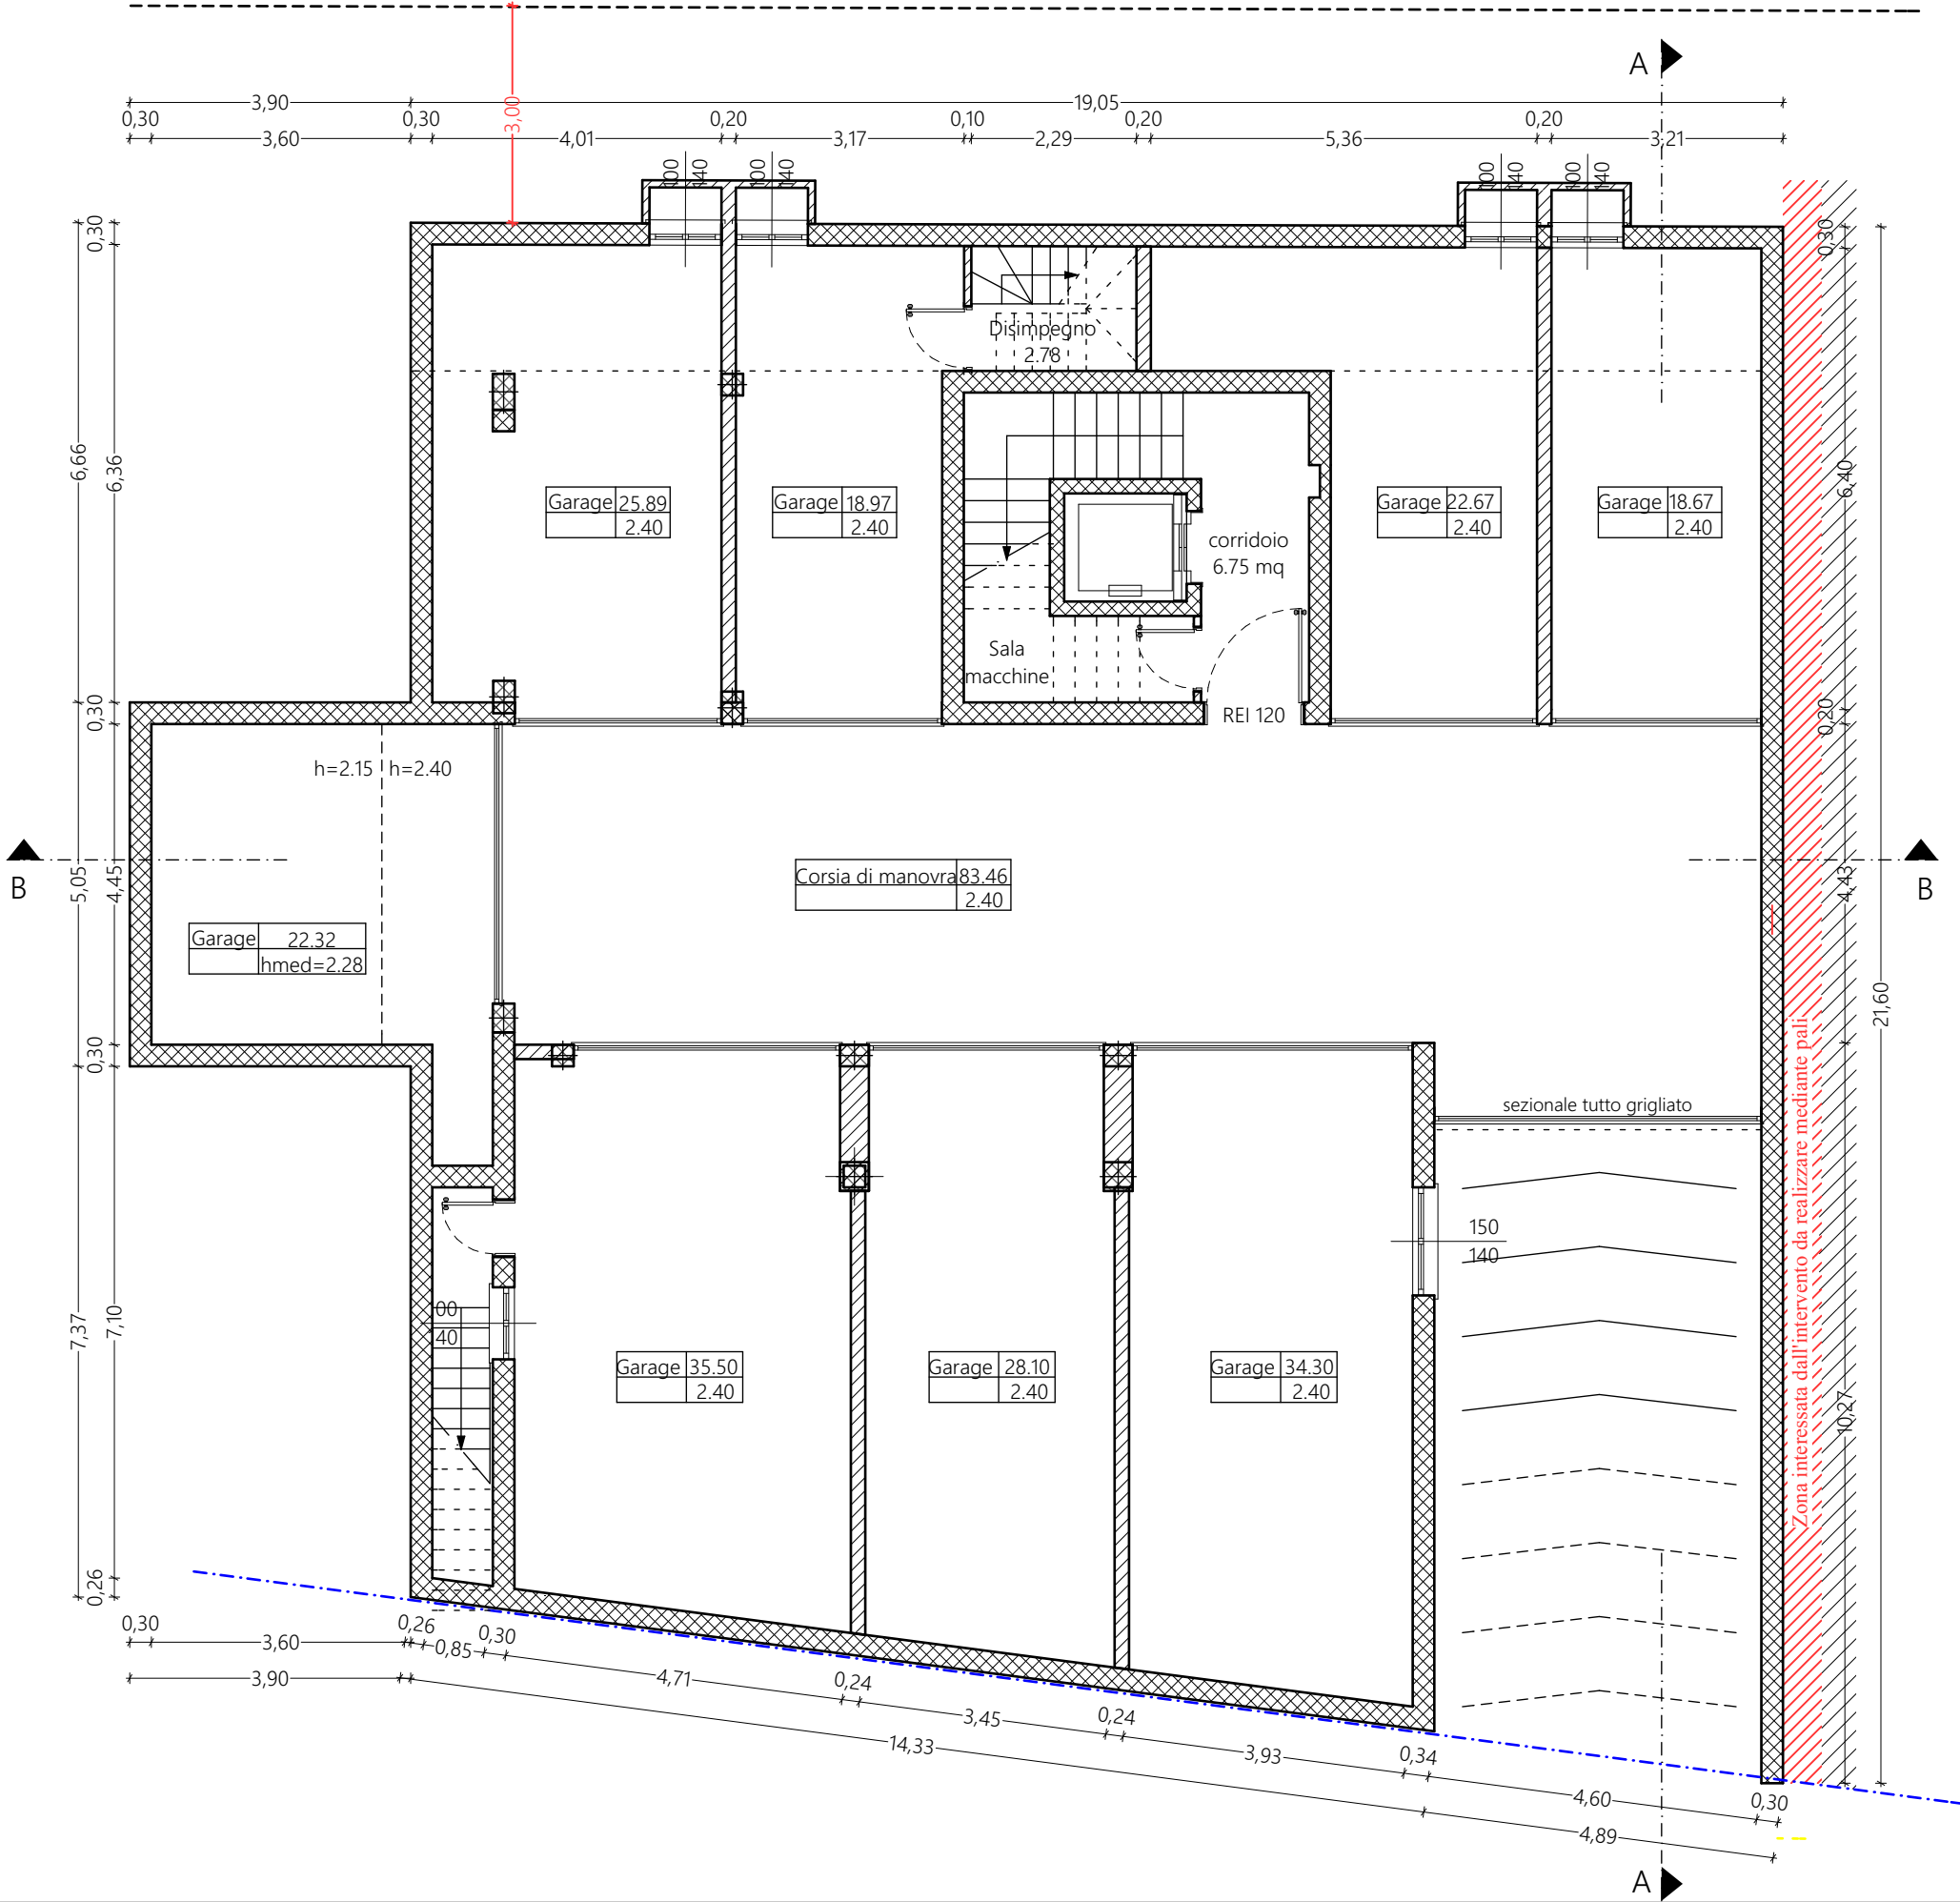 A
3,90
19,05
0,30
0,30
3,00
0,20
0,10
0,20
0,20
3,60
4,01
3,17
2,29
5,36
3,21
0,30
0,30
Disimpegno
2.78
6,66
6,36
6,40
Garage 25.89
2.40
Garage 18.97
2.40
Garage 22.67
2.40
Garage 18.67
2.40
corridoio
6.75 mq
Sala
macchine
REI 120
0,30
0,20
h=2.15 h=2.40
B
B
5,05
4,45
4,43
Corsia di manovra 83.46
2.40
Garage 22.32
hmed=2.28
21,60
0,30
sezionale tutto grigliato
Zona interessata dall'intervento da realizzare mediante pali
150
140
7,37
7,10
00
40
Garage 35.50
2.40
Garage 28.10
2.40
Garage 34.30
2.40
10,27
0,26
0,30
3,60
0,26
0,85
0,30
4,71
0,24
3,45
0,24
3,93
0,34
4,60
0,30
3,90
14,33
4,89
A